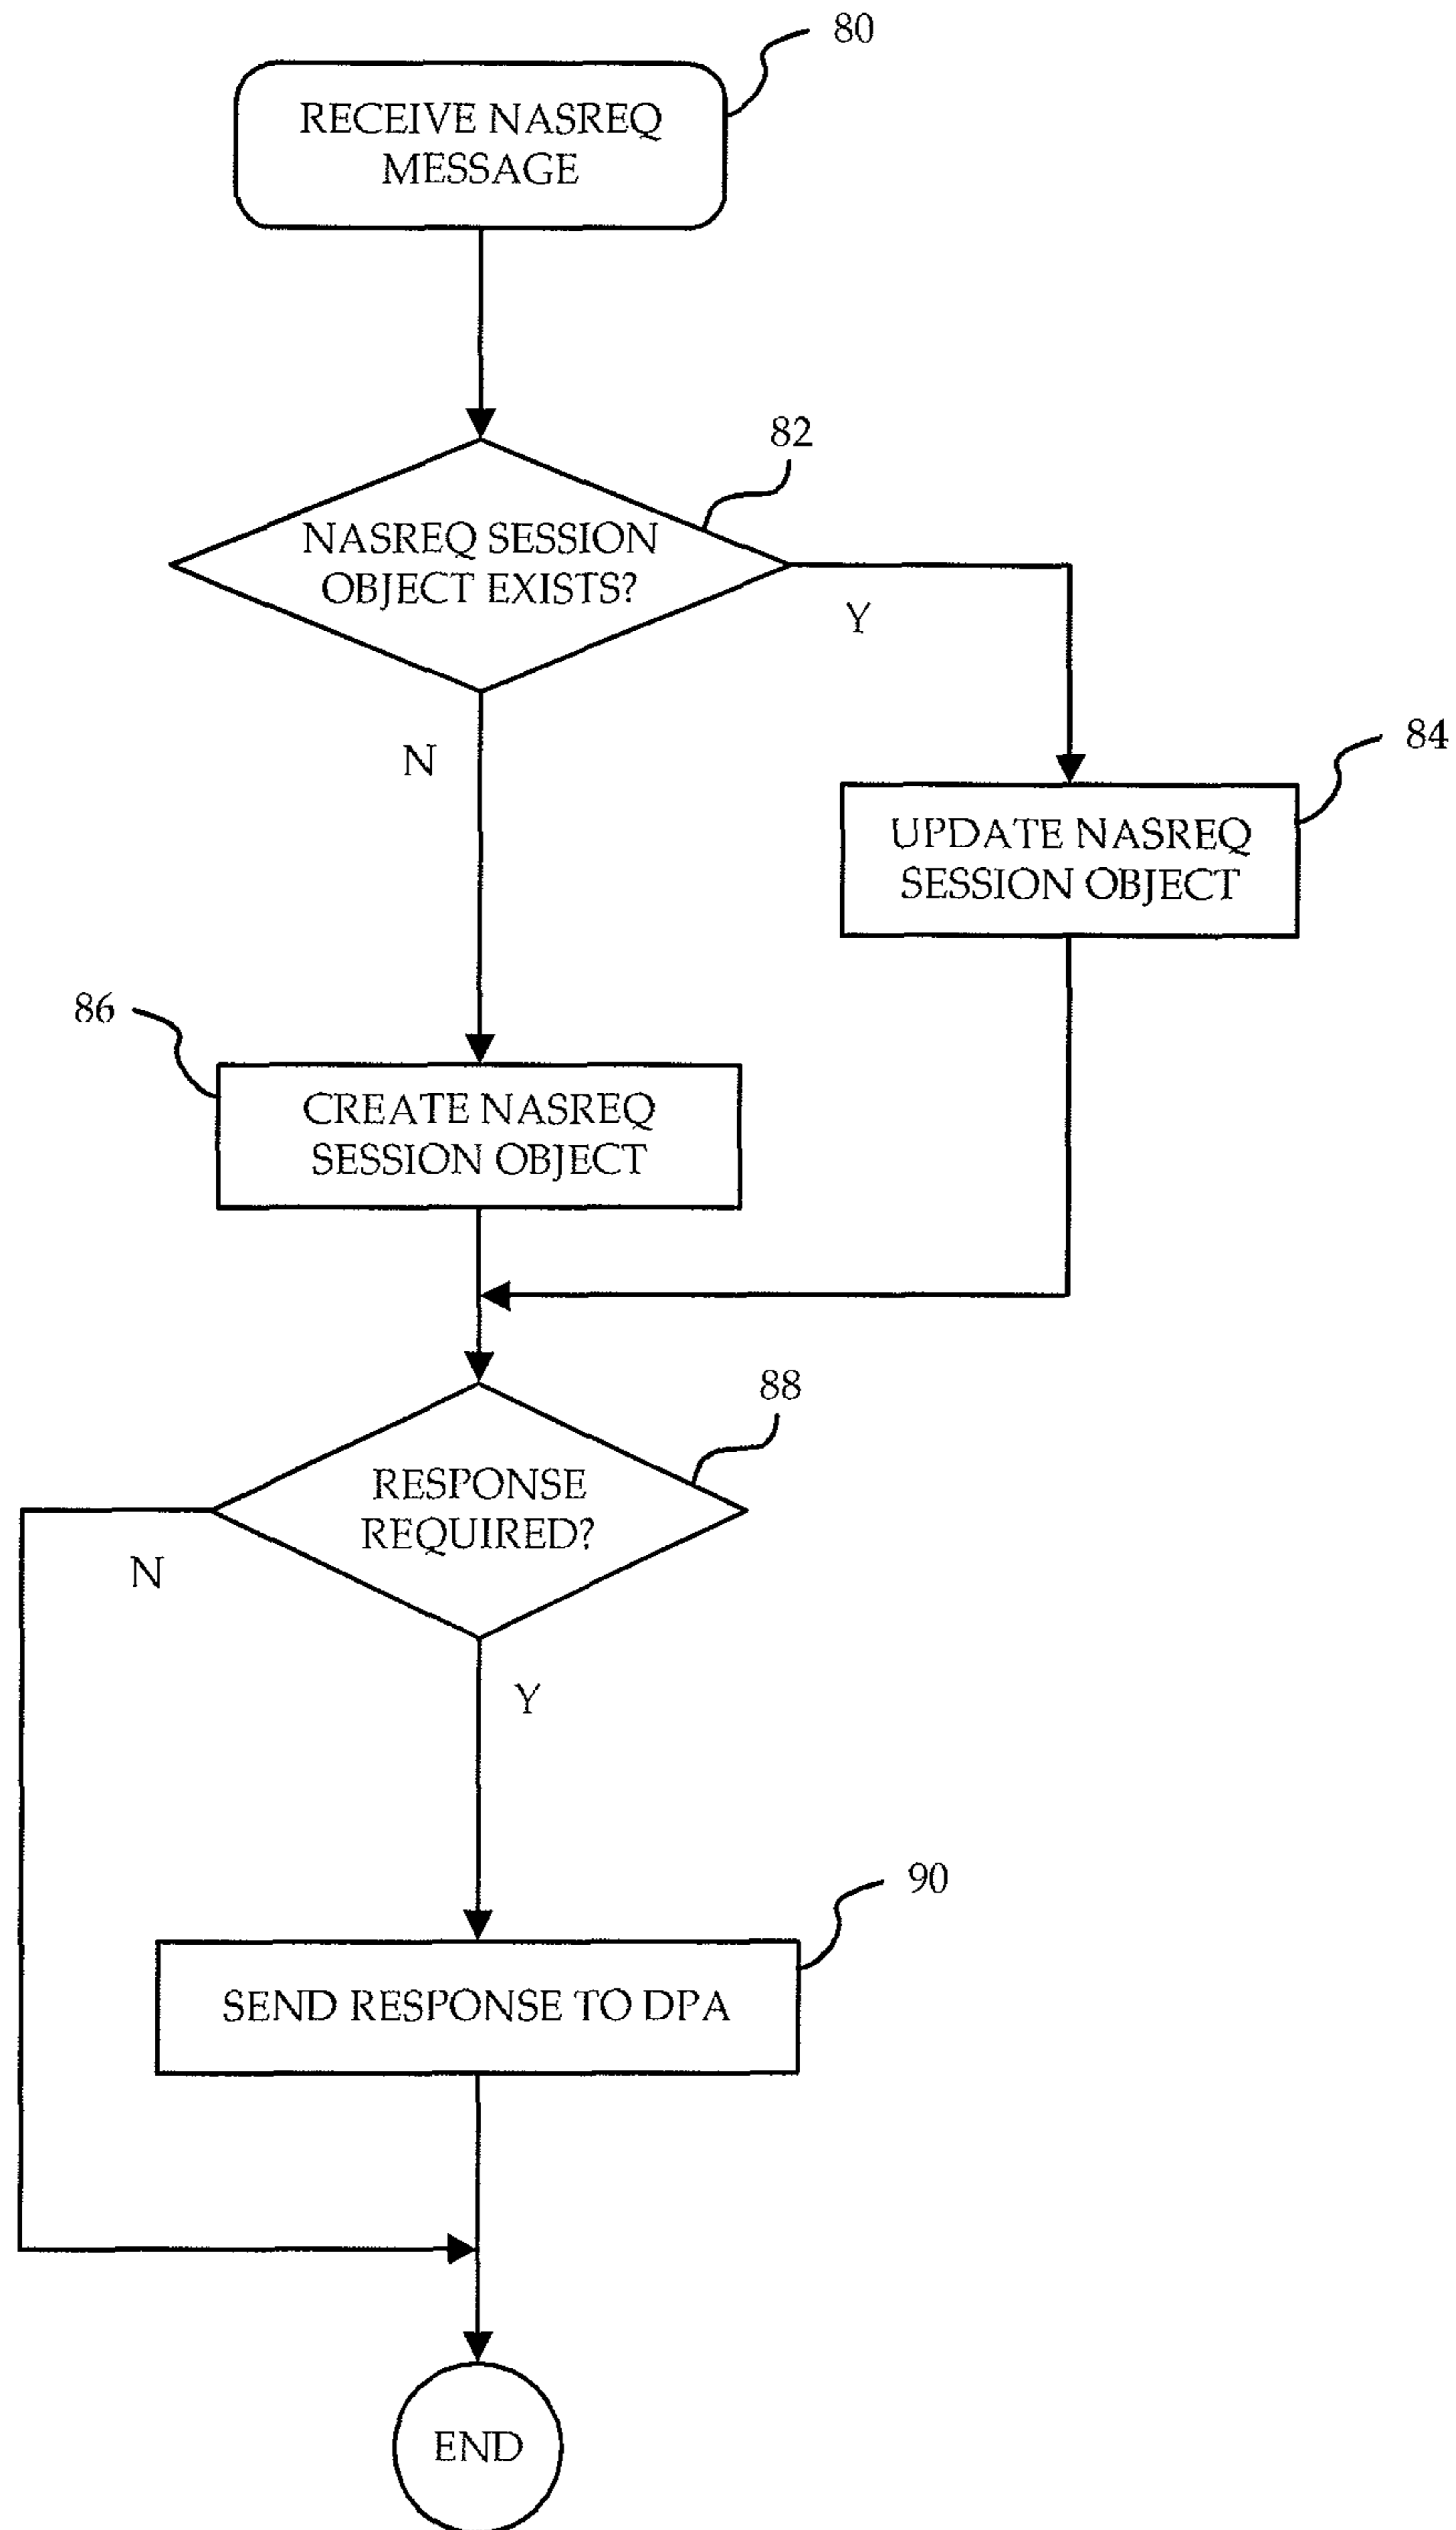 80
RECEIVE NASREQ
MESSAGE
82
NASREQ SESSION
OBJECT EXISTS?
Y
N
84
UPDATE NASREQ
SESSION OBJECT
86
CREATE NASREQ
SESSION OBJECT
88
RESPONSE
REQUIRED?
N
Y
90
SEND RESPONSE TO DPA
END